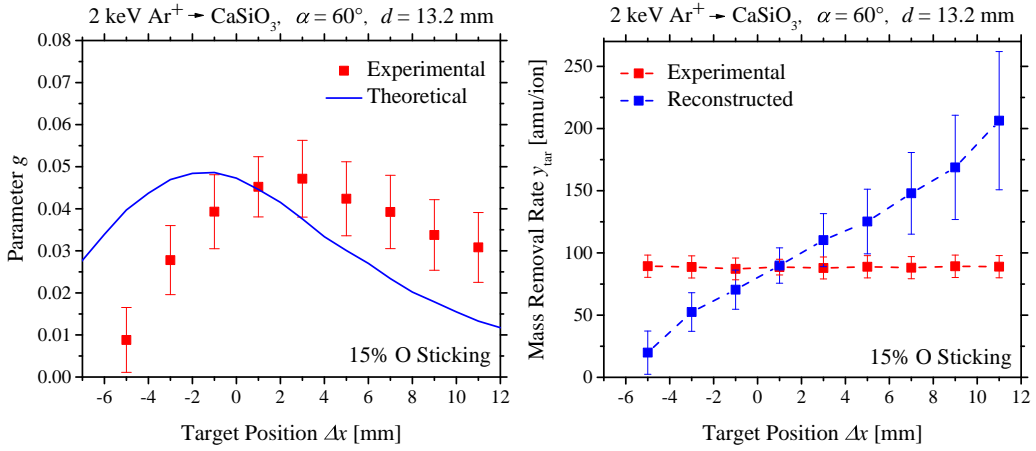 2 keV Ar⁺ → CaSiO₃, α = 60°, d = 13.2 mm
0.08
0.07
0.06
0.05
0.04
0.03
0.02
0.01
0.00
Parameter g
Experimental
Theoretical
15% O Sticking
-6 -4 -2 0 2 4 6 8 10 12
Target Position Δx [mm]
2 keV Ar⁺ → CaSiO₃, α = 60°, d = 13.2 mm
250
200
150
100
50
0
Mass Removal Rate y_tar [amu/ion]
Experimental
Reconstructed
15% O Sticking
-6 -4 -2 0 2 4 6 8 10 12
Target Position Δx [mm]